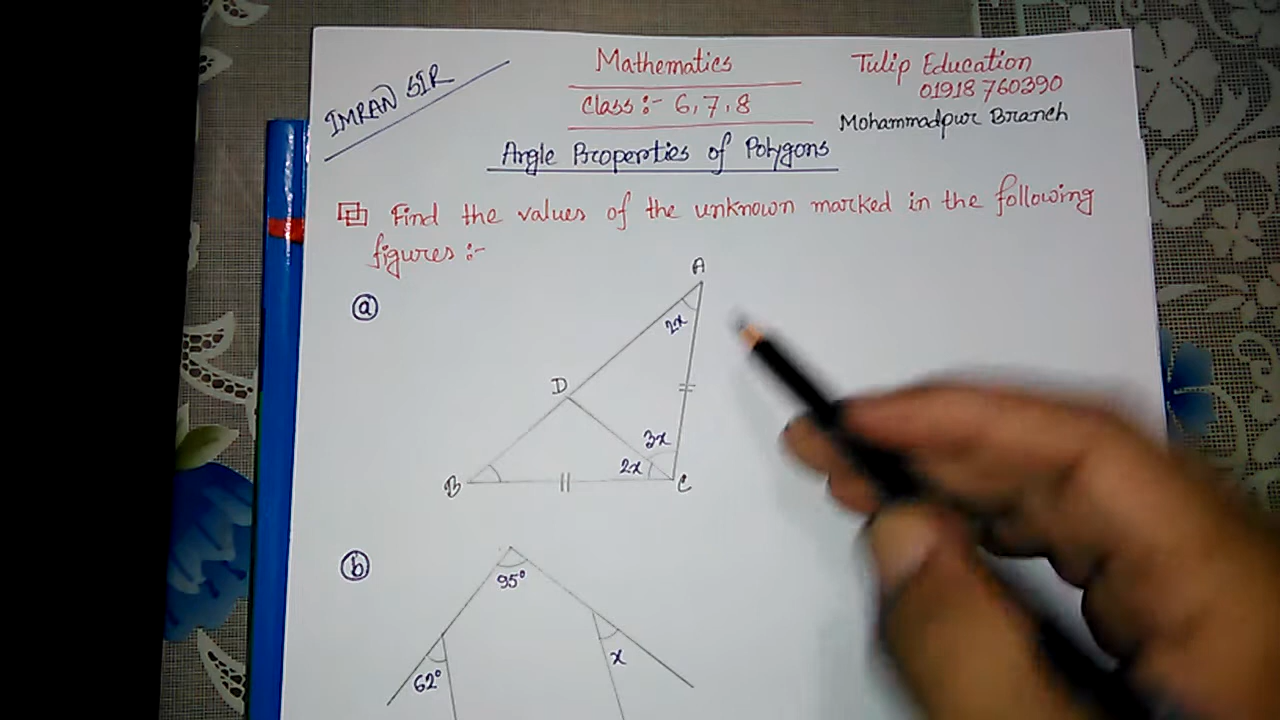 IMRAN SIR
Mathematics
Class :- 6, 7, 8
Tulip Education
01918 760390
Mohammadpur Branch
Angle Properties of Polygons
Find the values of the unknown marked in the following
figures :-
a
A
2x
D
3x
B
2x
C
b
95°
x
62°